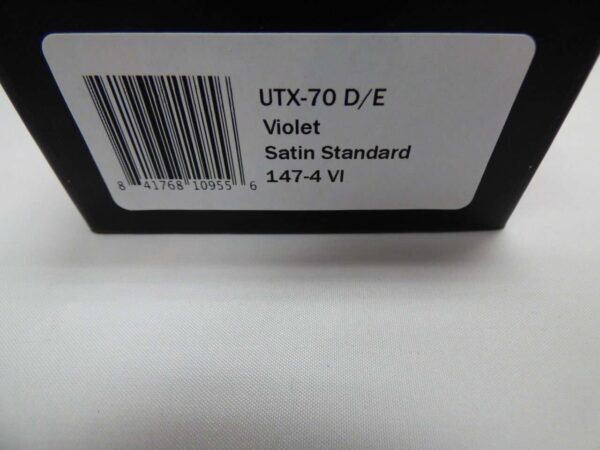 UTX-70 D/E
Violet
Satin Standard
147-4 VI
8 41768 10955 6